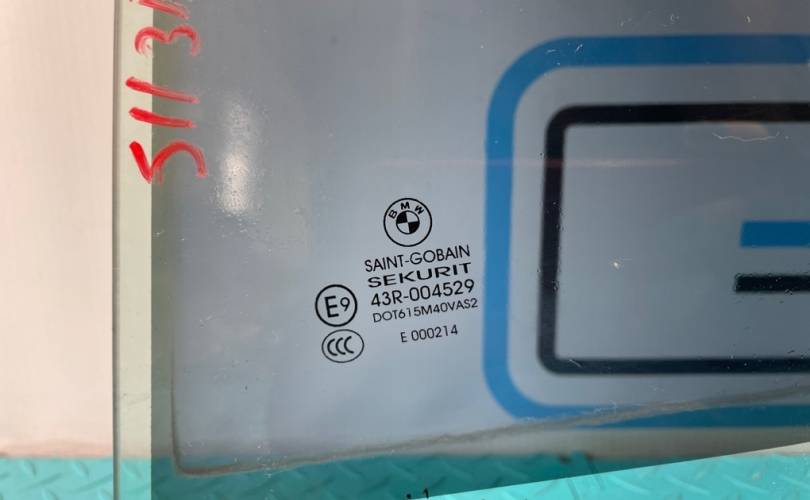 BMW
SAINT-GOBAIN
SEKURIT
43R-004529
DOT615M40VAS2
E 000214
E9
CCC